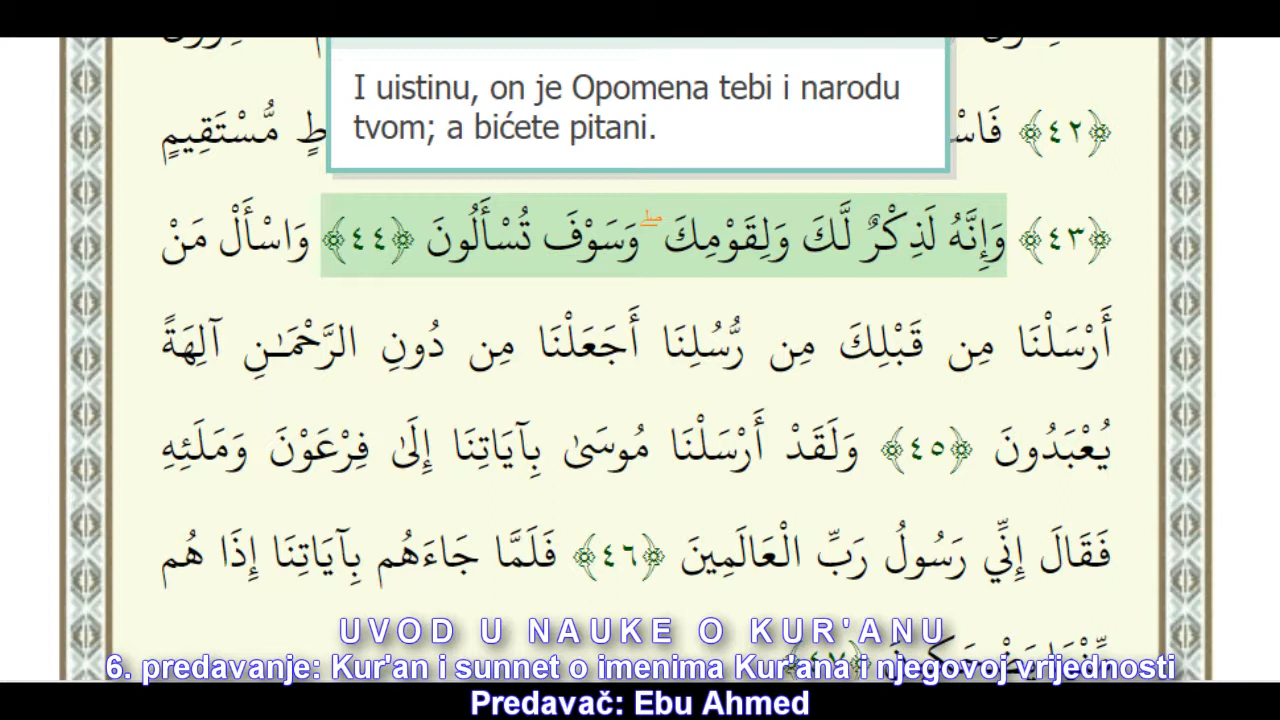 I uistinu, on je Opomena tebi i narodu
tvom; a bićete pitani.
﴿٤٢﴾ مُّسْتَقِيمٍ
﴿٤٣﴾ وَإِنَّهُ لَذِكْرٌ لَّكَ وَلِقَوْمِكَ ۖ وَسَوْفَ تُسْأَلُونَ ﴿٤٤﴾ وَاسْأَلْ مَنْ
أَرْسَلْنَا مِن قَبْلِكَ مِن رُّسُلِنَا أَجَعَلْنَا مِن دُونِ الرَّحْمَـٰنِ آلِهَةً
يُعْبَدُونَ ﴿٤٥﴾ وَلَقَدْ أَرْسَلْنَا مُوسَىٰ بِآيَاتِنَا إِلَىٰ فِرْعَوْنَ وَمَلَئِهِ
فَقَالَ إِنِّي رَسُولُ رَبِّ الْعَالَمِينَ ﴿٤٦﴾ فَلَمَّا جَاءَهُم بِآيَاتِنَا إِذَا هُم
﴿٤٧﴾
UVOD U NAUKE O KUR'ANU
6. predavanje: Kur'an i sunnet o imenima Kur'ana i njegovoj vrijednosti
Predavač: Ebu Ahmed